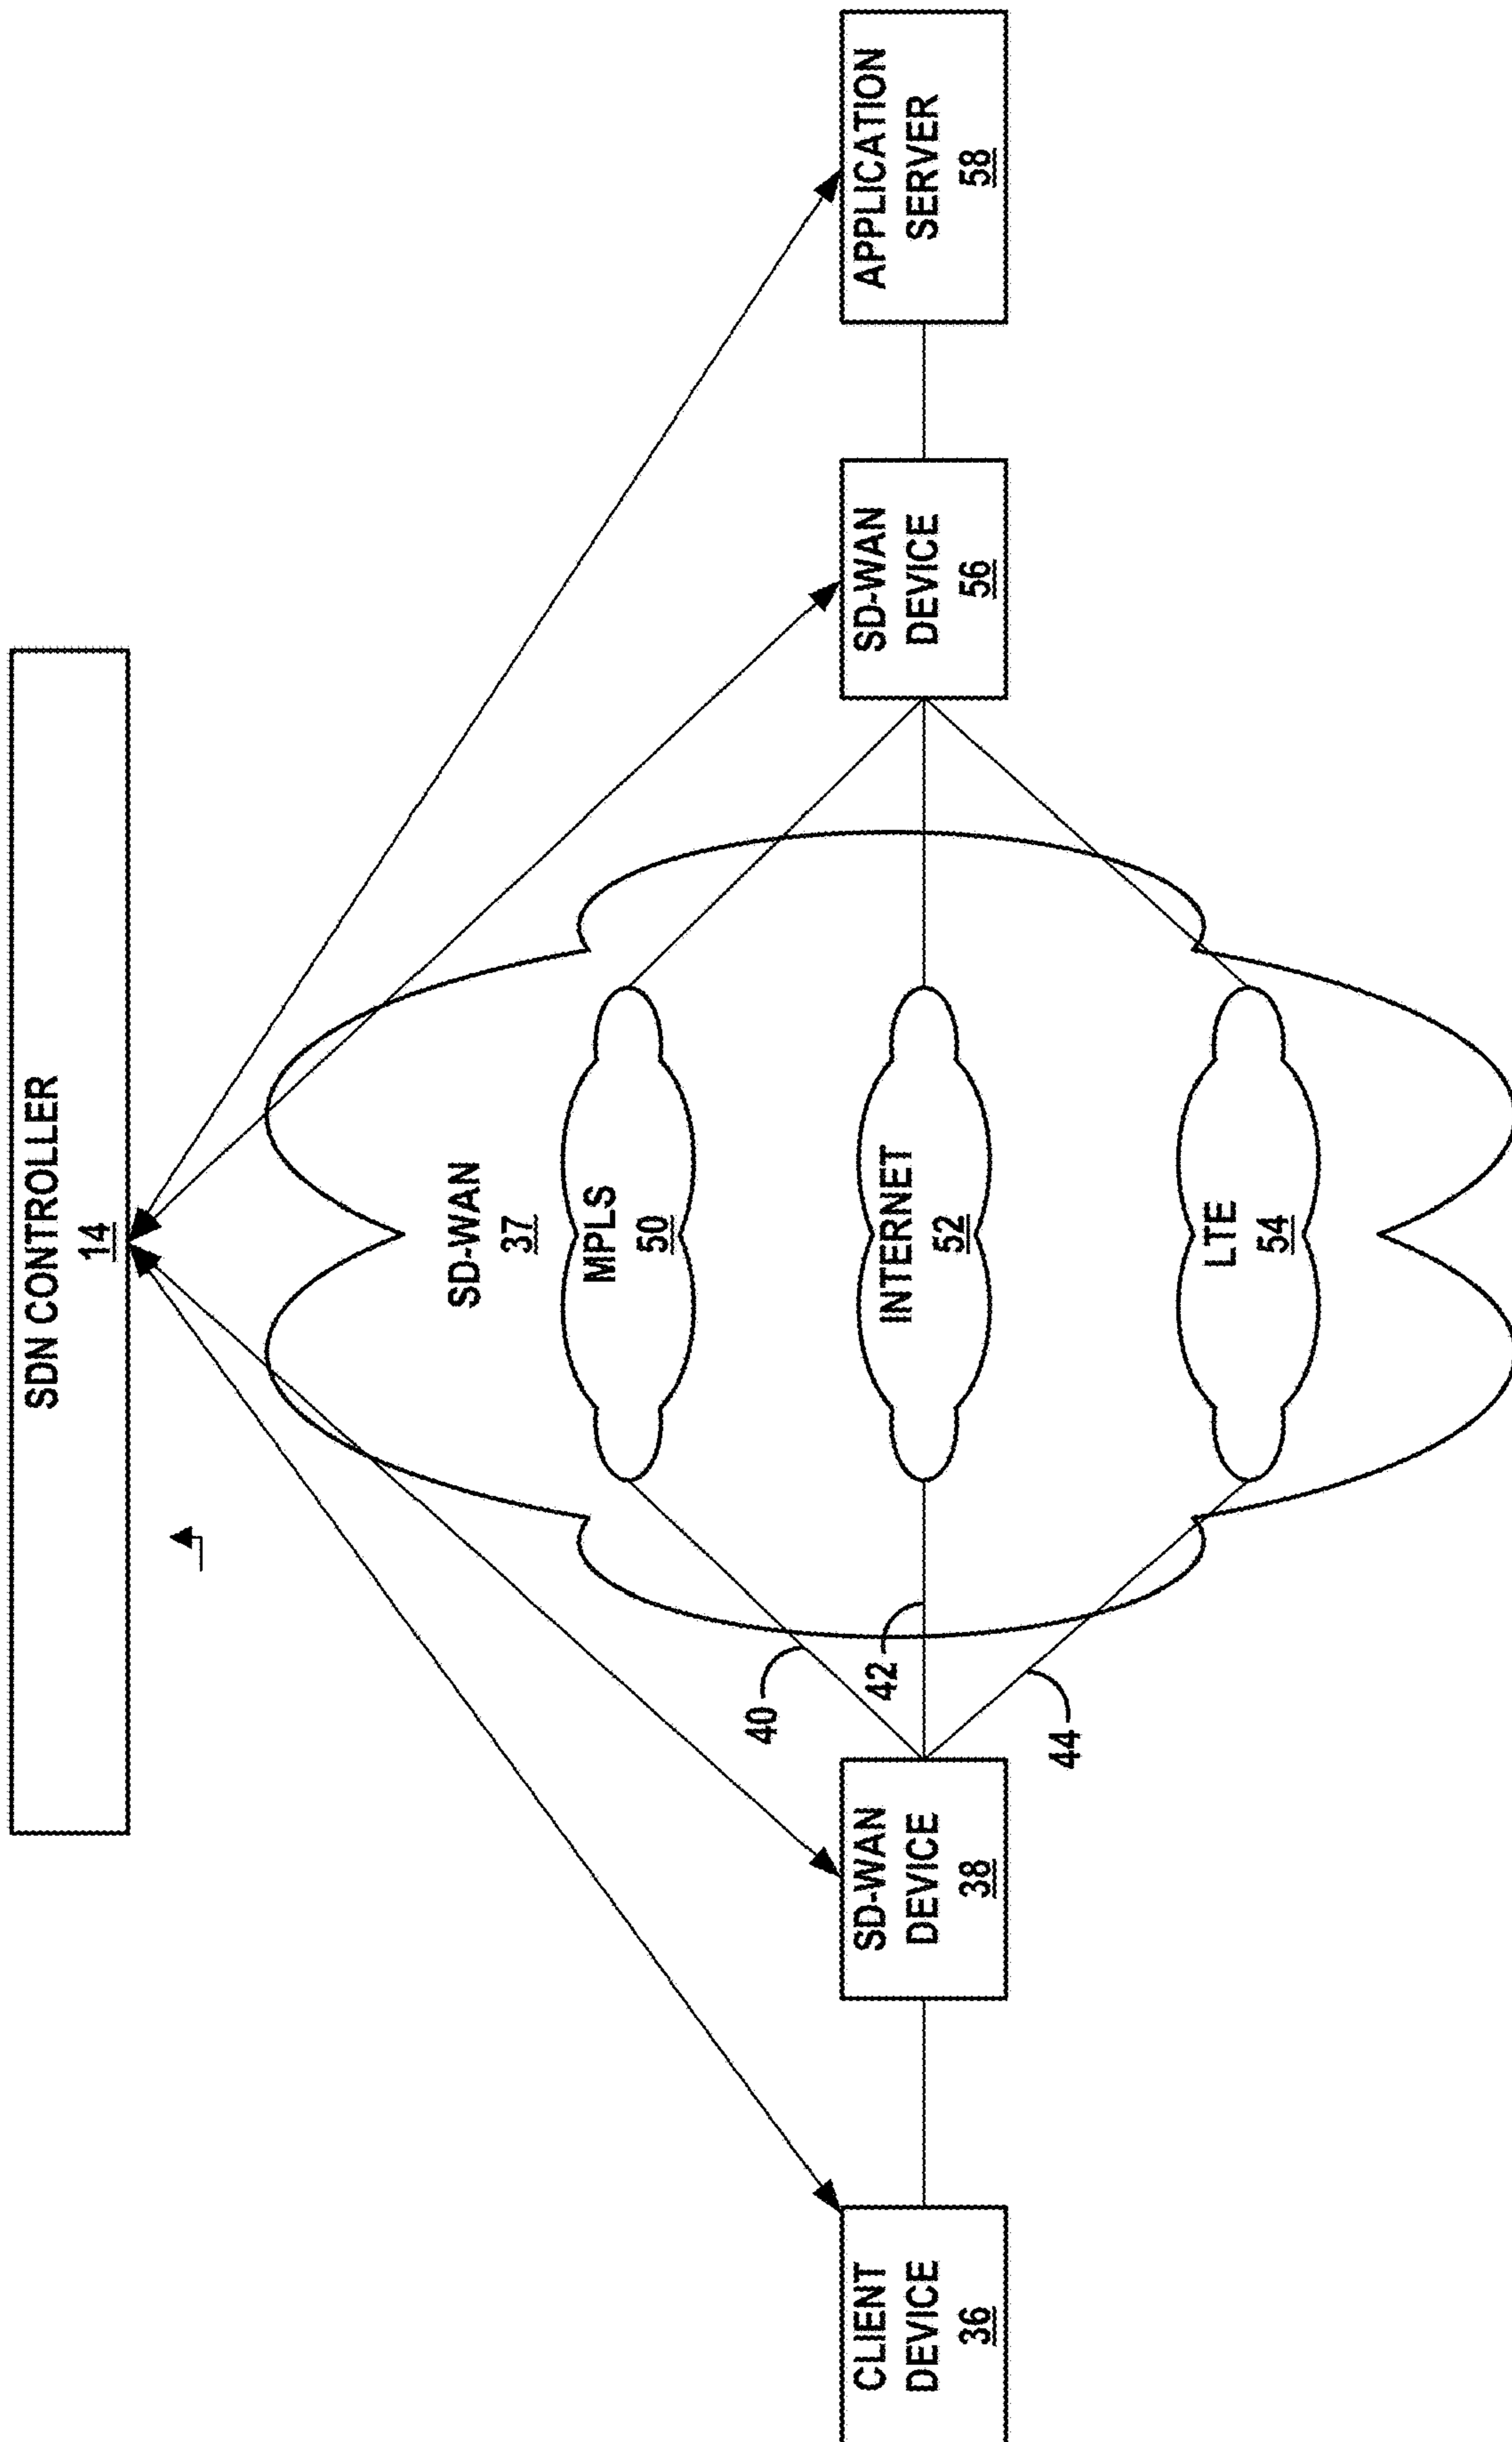 SDN CONTROLLER
14
SD-WAN
37
MPLS
50
40
42
INTERNET
52
44
LTE
54
CLIENT
DEVICE
36
SD-WAN
DEVICE
38
SD-WAN
DEVICE
56
APPLICATION
SERVER
58